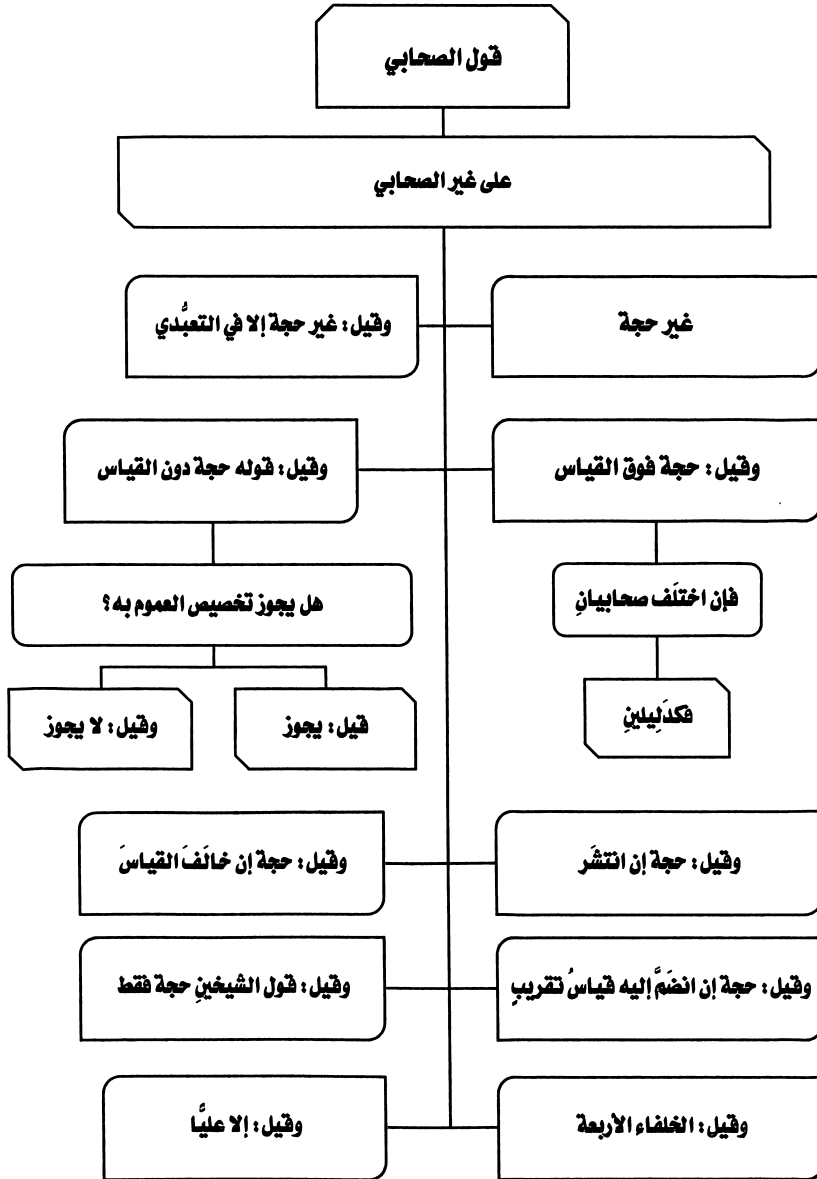 قول الصحابي
على غير الصحابي
غير حجة
وقيل: غير حجة إلا في التعبُّدي
وقيل: حجة فوق القياس
وقيل: قوله حجة دون القياس
فإن اختلَف صحابيانِ
هل يجوز تخصيص العموم به؟
فكدَلِيلينِ
قيل: يجوز
وقيل: لا يجوز
وقيل: حجة إن انتشَر
وقيل: حجة إن خالَفَ القياسَ
وقيل: حجة إن انضَمَّ إليه قياسُ تقريبٍ
وقيل: قول الشيخينِ حجة فقط
وقيل: الخلفاء الأربعة
وقيل: إلا عليًّا